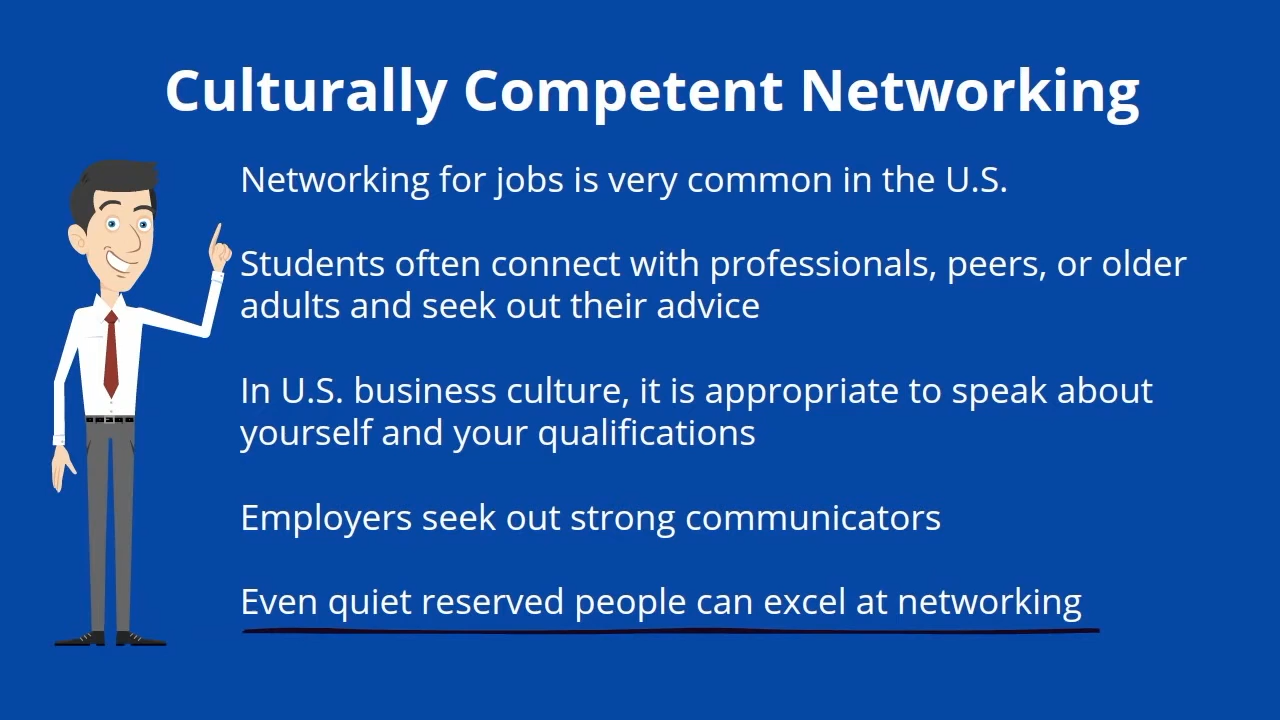 Culturally Competent Networking
Networking for jobs is very common in the U.S.
Students often connect with professionals, peers, or older
adults and seek out their advice
In U.S. business culture, it is appropriate to speak about
yourself and your qualifications
Employers seek out strong communicators
Even quiet reserved people can excel at networking